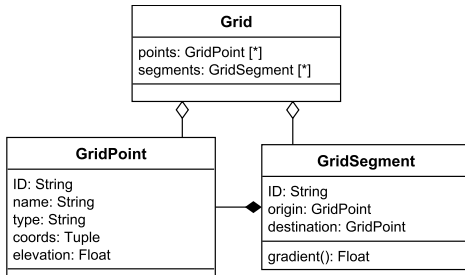 Grid
points: GridPoint [*]
segments: GridSegment [*]
GridPoint
ID: String
name: String
type: String
coords: Tuple
elevation: Float
GridSegment
ID: String
origin: GridPoint
destination: GridPoint
gradient(): Float